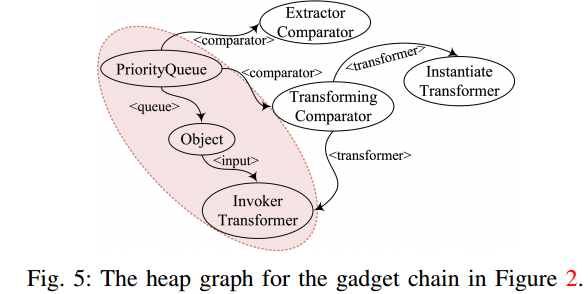 Extractor
Comparator
<comparator>
PriorityQueue
<comparator>
<transformer>
Instantiate
Transformer
<queue>
Transforming
Comparator
Object
<input>
<transformer>
Invoker
Transformer
Fig. 5: The heap graph for the gadget chain in Figure 2.